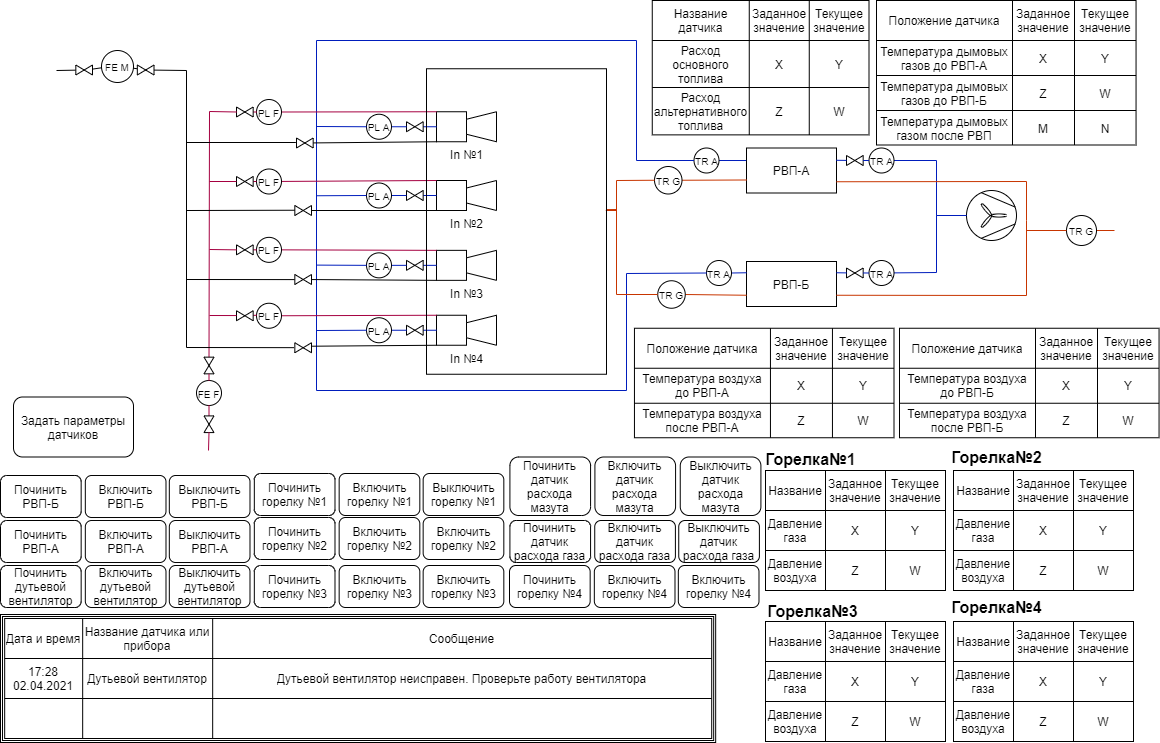 Название датчика
Заданное значение
Текущее значение
Расход основного топлива
X
Y
Расход альтернативного топлива
Z
W
Положение датчика
Заданное значение
Текущее значение
Температура дымовых газов до РВП-А
X
Y
Температура дымовых газов до РВП-Б
Z
W
Температура дымовых газом после РВП
M
N
FE M
PL F
PL A
In №1
PL F
PL A
In №2
PL F
PL A
In №3
PL F
PL A
In №4
FE F
TR A
РВП-А
TR A
TR G
TR G
TR A
РВП-Б
TR A
TR G
Положение датчика
Заданное значение
Текущее значение
Температура воздуха до РВП-А
X
Y
Температура воздуха после РВП-А
Z
W
Положение датчика
Заданное значение
Текущее значение
Температура воздуха до РВП-Б
X
Y
Температура воздуха после РВП-Б
Z
W
Задать параметры датчиков
Починить РВП-Б
Включить РВП-Б
Выключить РВП-Б
Починить горелку №1
Включить горелку №1
Выключить горелку №1
Починить датчик расхода мазута
Включить датчик расхода мазута
Выключить датчик расхода мазута
Починить РВП-А
Включить РВП-А
Выключить РВП-А
Починить горелку №2
Включить горелку №2
Включить горелку №2
Починить датчик расхода газа
Включить датчик расхода газа
Выключить датчик расхода газа
Починить дутьевой вентилятор
Включить дутьевой вентилятор
Выключить дутьевой вентилятор
Починить горелку №3
Включить горелку №3
Включить горелку №3
Починить горелку №4
Включить горелку №4
Включить горелку №4
Горелка№1
Название
Заданное значение
Текущее значение
Давление газа
X
Y
Давление воздуха
Z
W
Горелка№2
Название
Заданное значение
Текущее значение
Давление газа
X
Y
Давление воздуха
Z
W
Горелка№3
Название
Заданное значение
Текущее значение
Давление газа
X
Y
Давление воздуха
Z
W
Горелка№4
Название
Заданное значение
Текущее значение
Давление газа
X
Y
Давление воздуха
Z
W
Дата и время
Название датчика или прибора
Сообщение
17:28 02.04.2021
Дутьевой вентилятор
Дутьевой вентилятор неисправен. Проверьте работу вентилятора